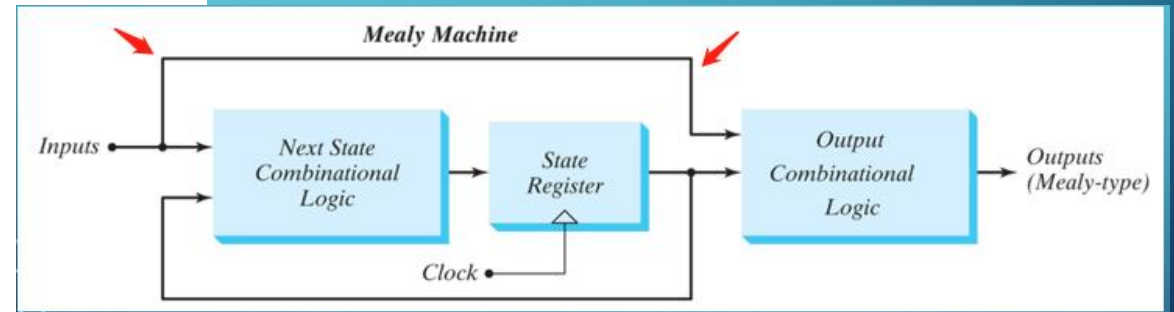 Mealy Machine
Inputs
Next State
Combinational
Logic
State
Register
Output
Combinational
Logic
Outputs
(Mealy-type)
Clock